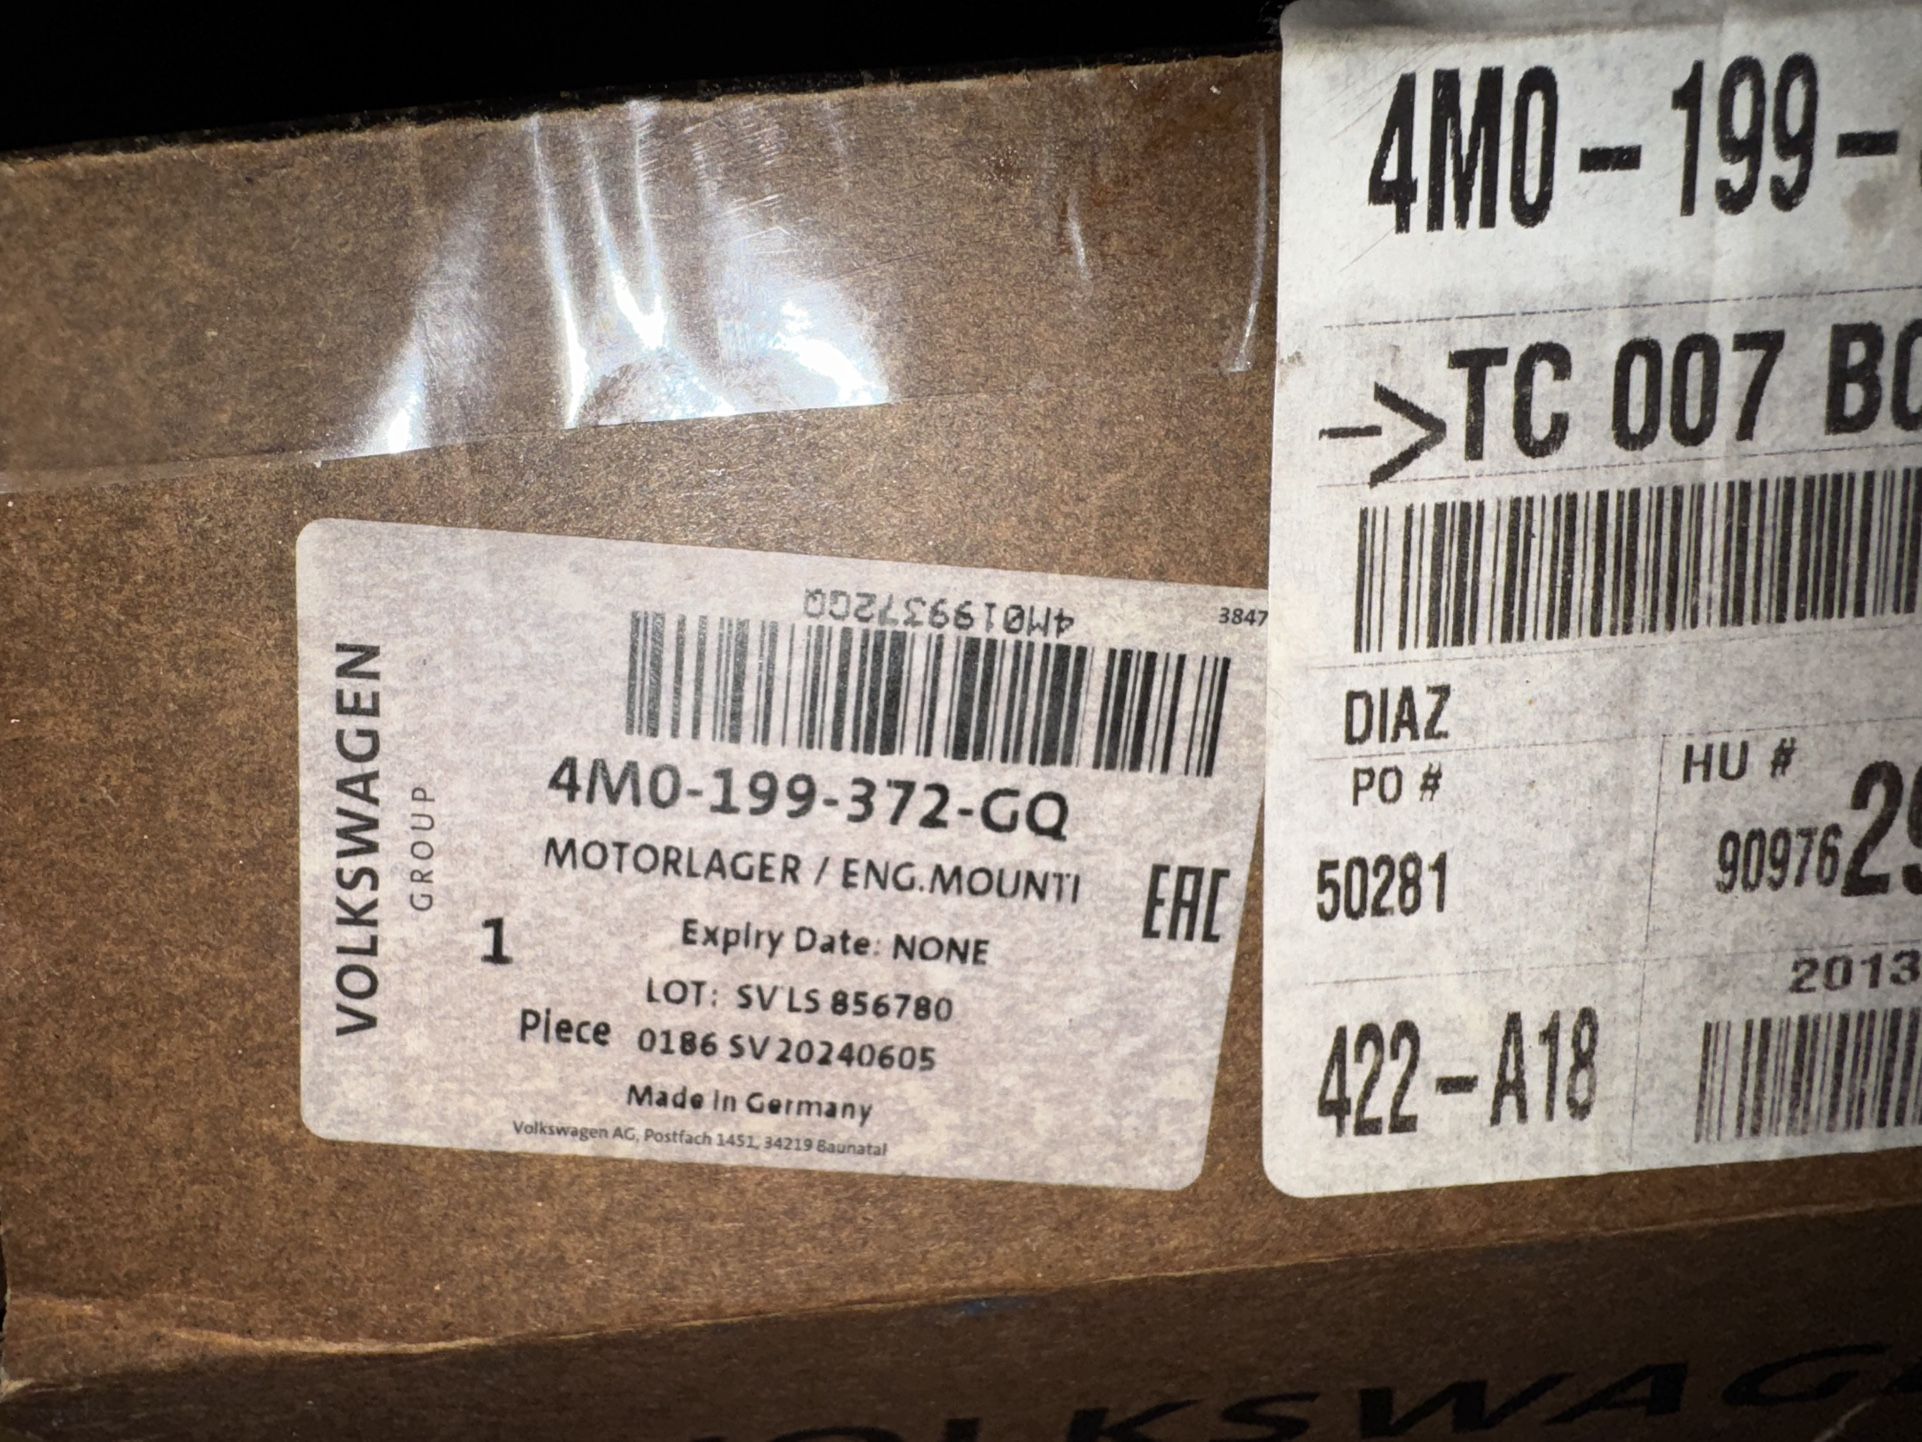 VOLKSWAGEN
GROUP
4M0199372GQ
3847
4M0-199-372-GQ
MOTORLAGER / ENG.MOUNTI
EAC
1
Piece
Expiry Date: NONE
LOT: SV LS 856780
0186 SV 20240605
Made in Germany
Volkswagen AG, Postfach 1451, 34219 Baunatal
4M0-199-
->TC 007
DIAZ
PO #
50281
HU #
90976
422-A18
2013
VOLKSWAG